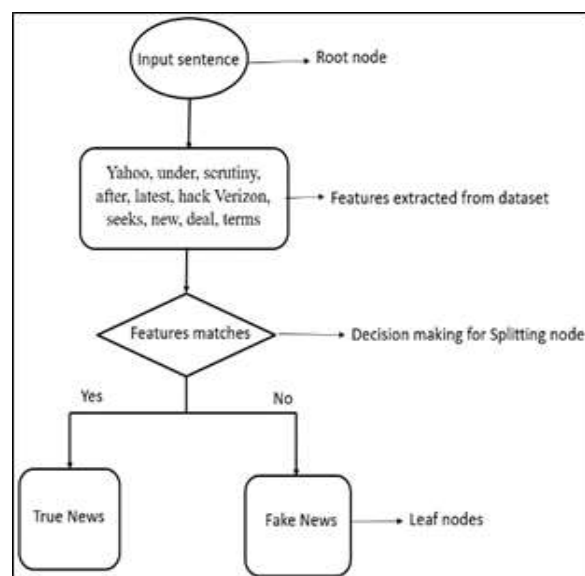 Input sentence
Root node
Yahoo, under, scrutiny,
after, latest, hack Verizon,
seeks, new, deal, terms
Features extracted from dataset
Features matches
Decision making for Splitting node
Yes
No
True News
Fake News
Leaf nodes